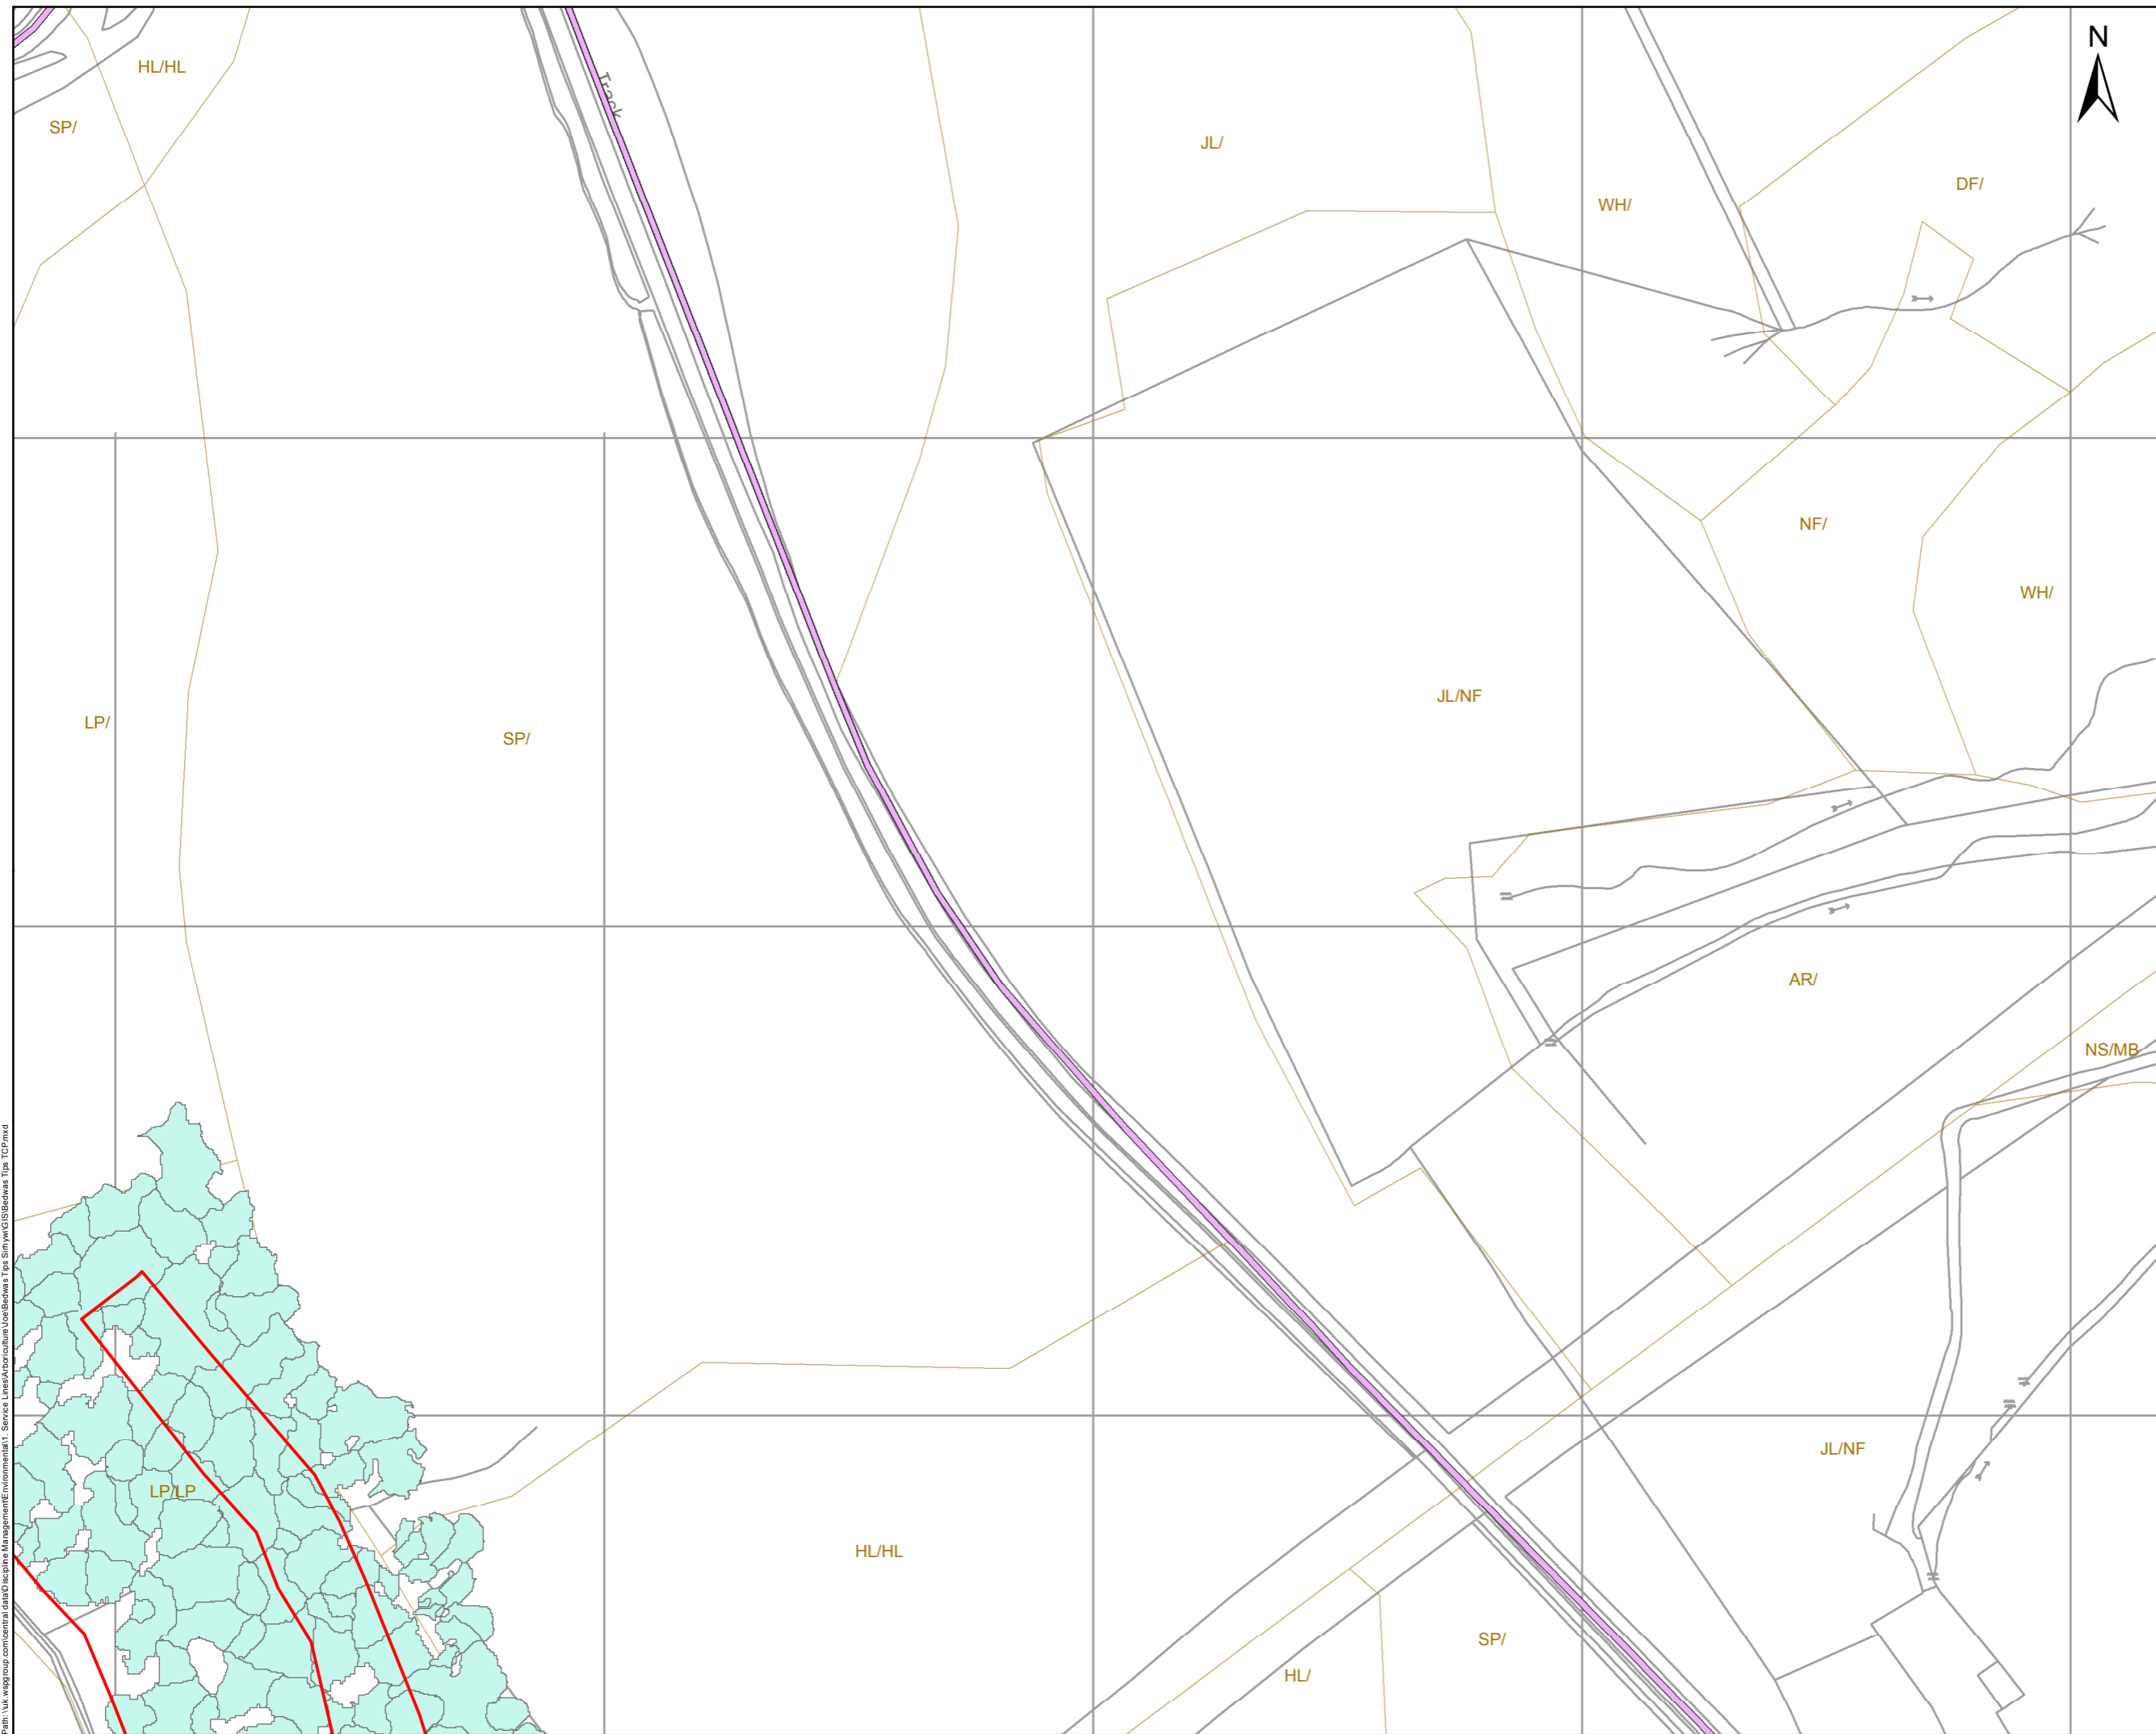 N
HL/HL
Track
SP/
JL/
DF/
WH/
NF/
WH/
JL/NF
LP/
SP/
AR/
NS/MB
JL/NF
LP/LP
HL/HL
SP/
HL/
Path: \\uk.wspgroup.com\central data\Discipline Management\Environmental\1. Service Lines\Arboriculture\Joe\Bedwas Tips Sirhywi\GIS\Bedwas Tips TCP.mxd